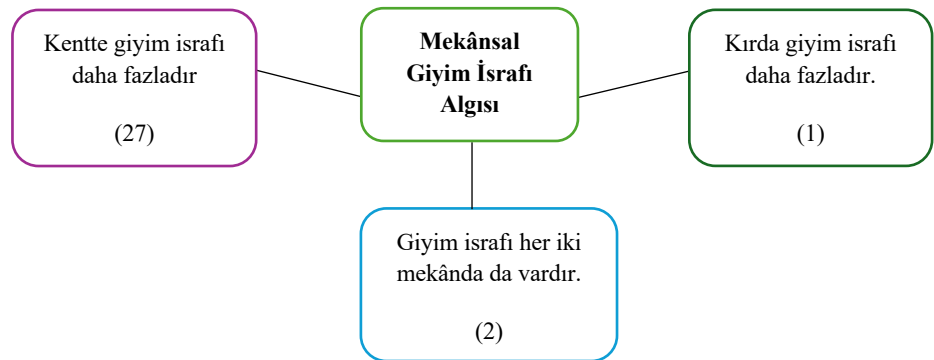 Kentte giyim israfı
daha fazladır
(27)
Mekânsal
Giyim İsrafı
Algısı
Kırda giyim israfı
daha fazladır.
(1)
Giyim israfı her iki
mekânda da vardır.
(2)